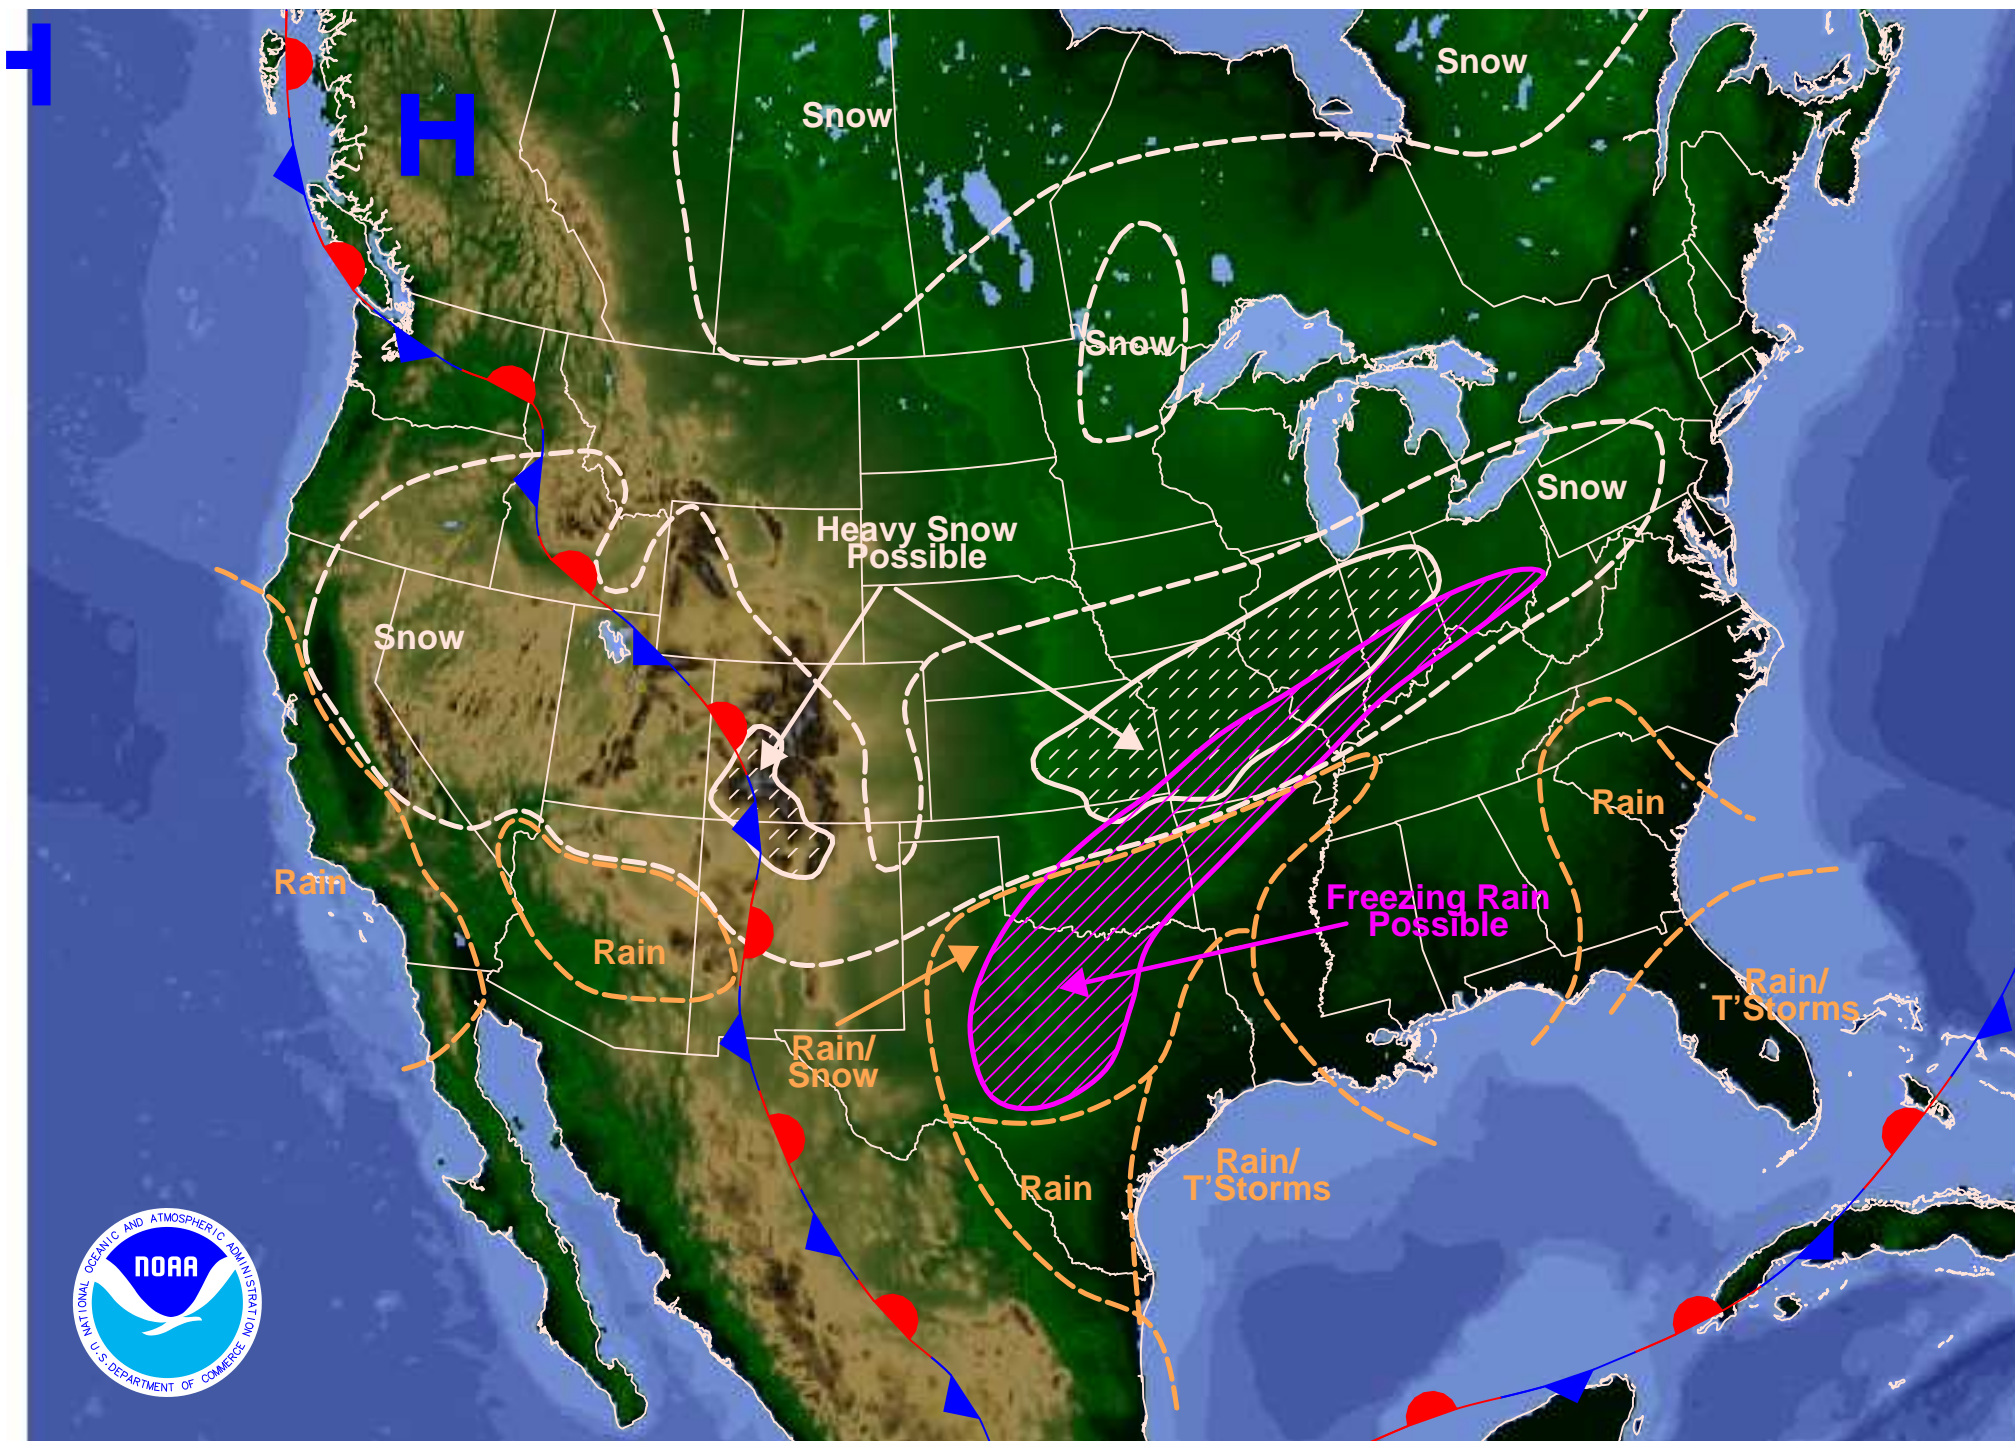 H
Snow
Snow
Snow
Snow
Heavy Snow
Possible
Snow
Rain
Rain
Rain
Freezing Rain
Possible
Rain/
T'Storms
Rain/
Snow
Rain/
T'Storms
Rain
NATIONAL OCEANIC AND ATMOSPHERIC ADMINISTRATION
NOAA
U.S. DEPARTMENT OF COMMERCE